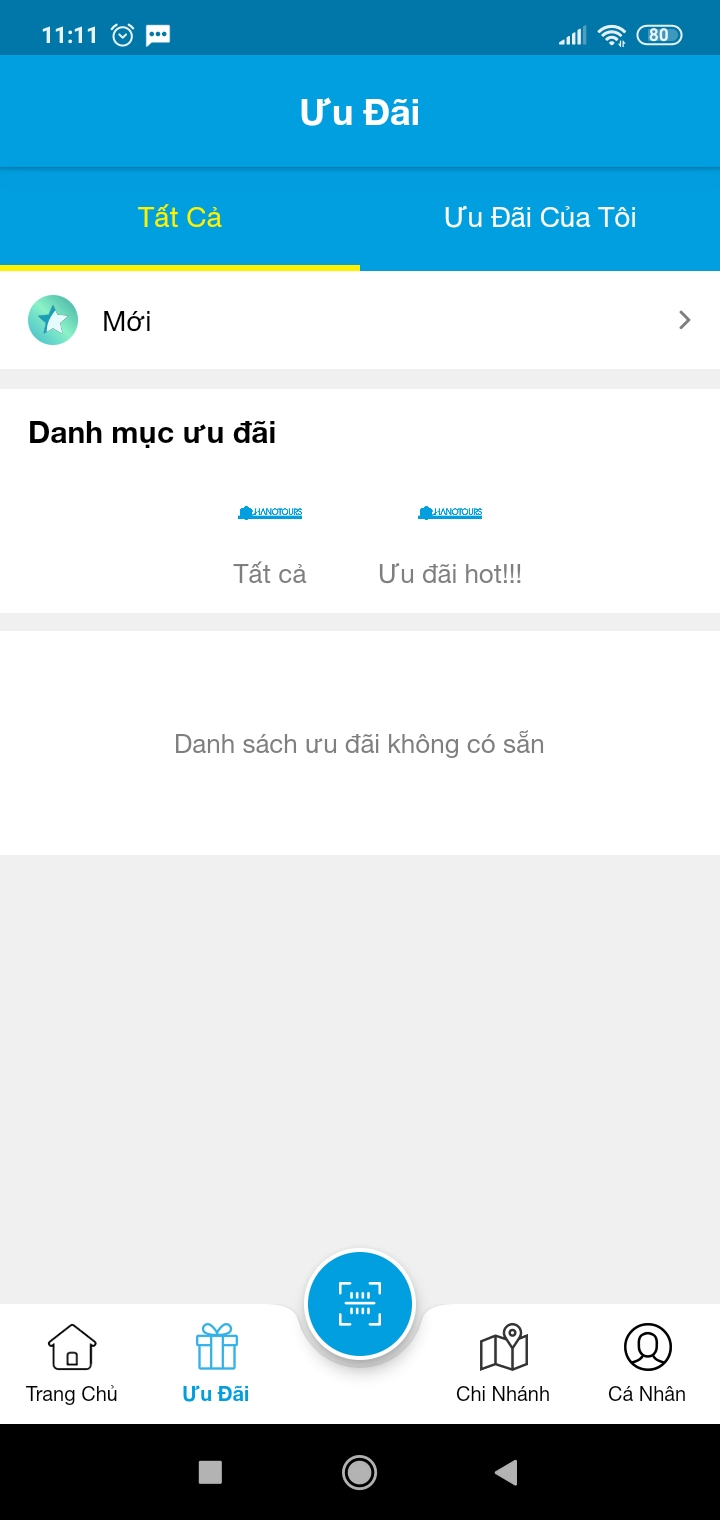 11:11
80
Ưu Đãi
Tất Cả
Ưu Đãi Của Tôi
Mới
Danh mục ưu đãi
HANOTOURS HANOTOURS
Tất cả
Ưu đãi hot!!!
Danh sách ưu đãi không có sẵn
Trang Chủ
Ưu Đãi
Chi Nhánh
Cá Nhân